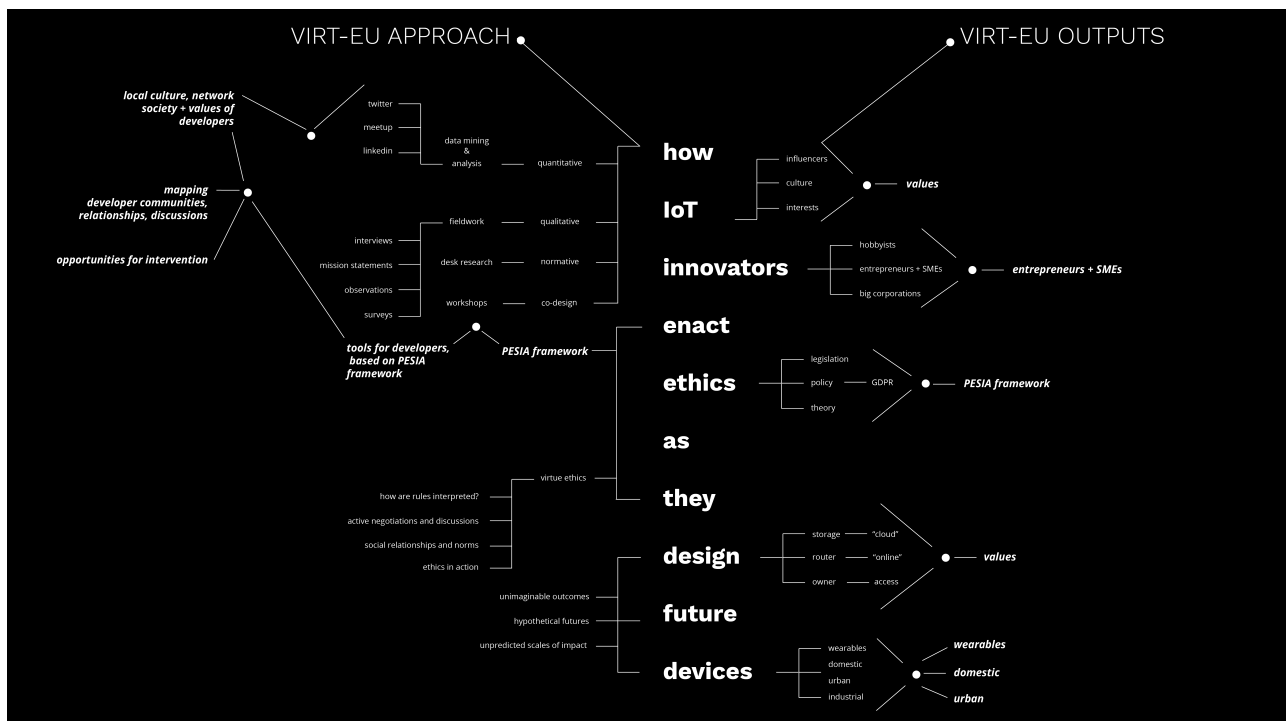 VIRT-EU APPROACH
VIRT-EU OUTPUTS
local culture, network
society + values of
developers
mapping
developer communities,
relationships, discussions
opportunities for intervention
twitter
meetup
linkedin
data mining
&
analysis
quantitative
fieldwork
qualitative
interviews
mission statements
observations
surveys
desk research
normative
workshops
co-design
tools for developers,
based on PESIA
framework
PESIA framework
virtue ethics
how are rules interpreted?
active negotiations and discussions
social relationships and norms
ethics in action
unimaginable outcomes
hypothetical futures
unpredicted scales of impact
how
IoT
innovators
enact
ethics
as
they
design
future
devices
influencers
culture
interests
values
hobbyists
entrepreneurs + SMEs
big corporations
entrepreneurs + SMEs
legislation
policy
theory
GDPR
PESIA framework
storage
"cloud"
router
"online"
owner
access
values
wearables
domestic
urban
industrial
wearables
domestic
urban